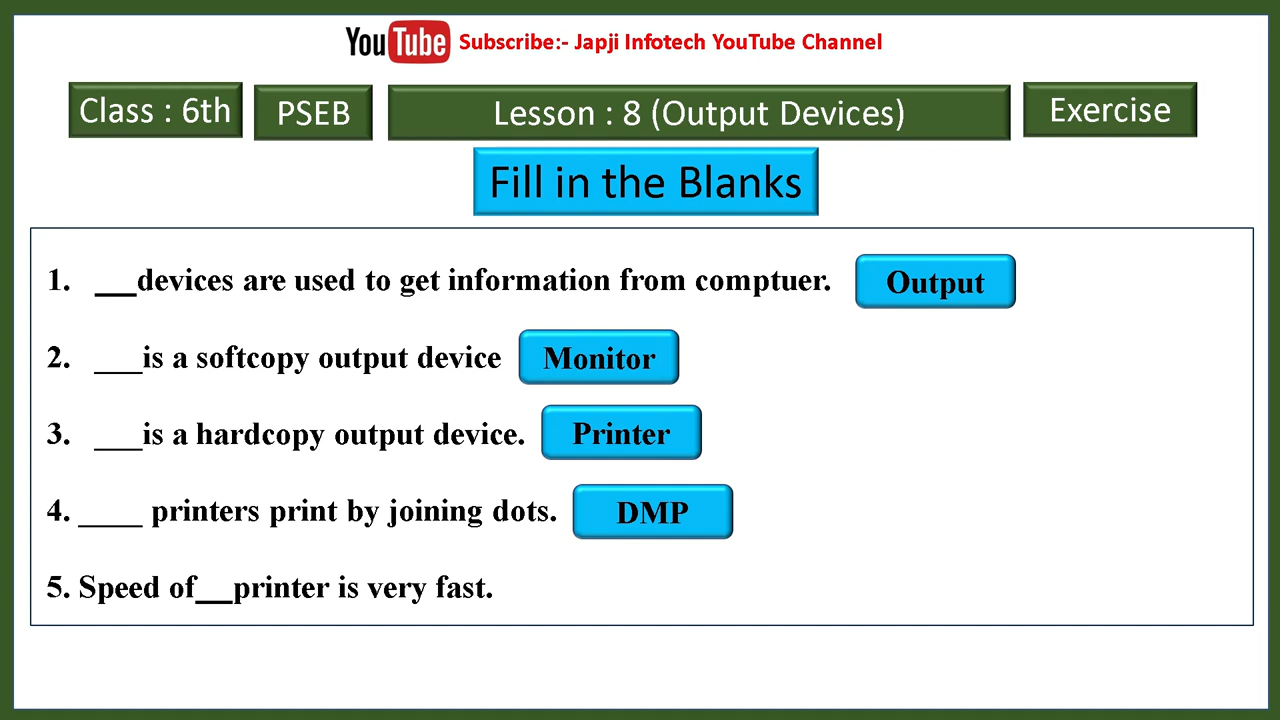 YouTube Subscribe:- Japji Infotech YouTube Channel
Class : 6th PSEB Lesson : 8 (Output Devices) Exercise
Fill in the Blanks
1. ___devices are used to get information from comptuer. Output
2. ___is a softcopy output device Monitor
3. ___is a hardcopy output device. Printer
4. ____ printers print by joining dots. DMP
5. Speed of__printer is very fast.